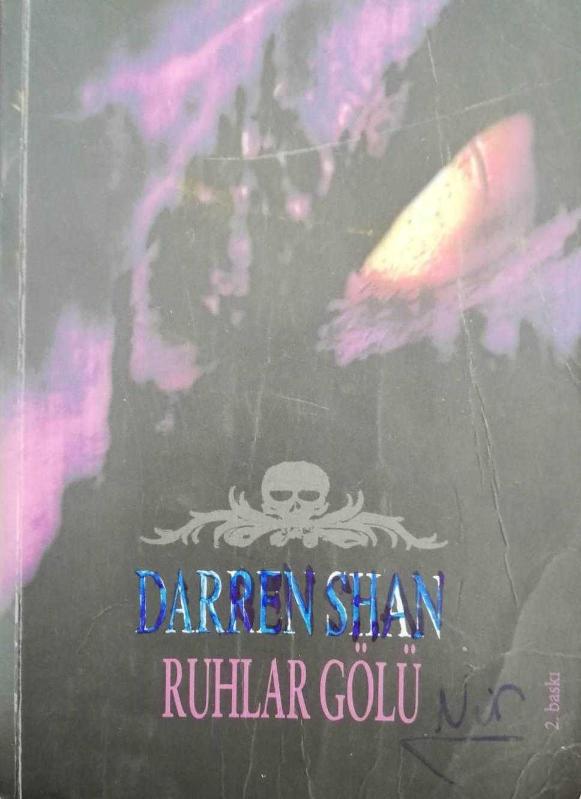 DARREN SHAN
RUHLAR GÖLÜ
2. baskı